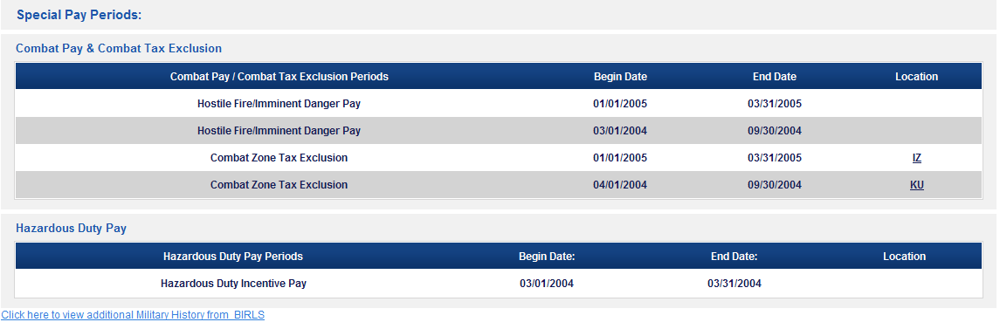 Special Pay Periods:
Combat Pay & Combat Tax Exclusion
Combat Pay / Combat Tax Exclusion Periods Begin Date End Date Location
Hostile Fire/Imminent Danger Pay 01/01/2005 03/31/2005
Hostile Fire/Imminent Danger Pay 03/01/2004 09/30/2004
Combat Zone Tax Exclusion 01/01/2005 03/31/2005 IZ
Combat Zone Tax Exclusion 04/01/2004 09/30/2004 KU
Hazardous Duty Pay
Hazardous Duty Pay Periods Begin Date: End Date: Location
Hazardous Duty Incentive Pay 03/01/2004 03/31/2004
Click here to view additional Military History from BIRLS